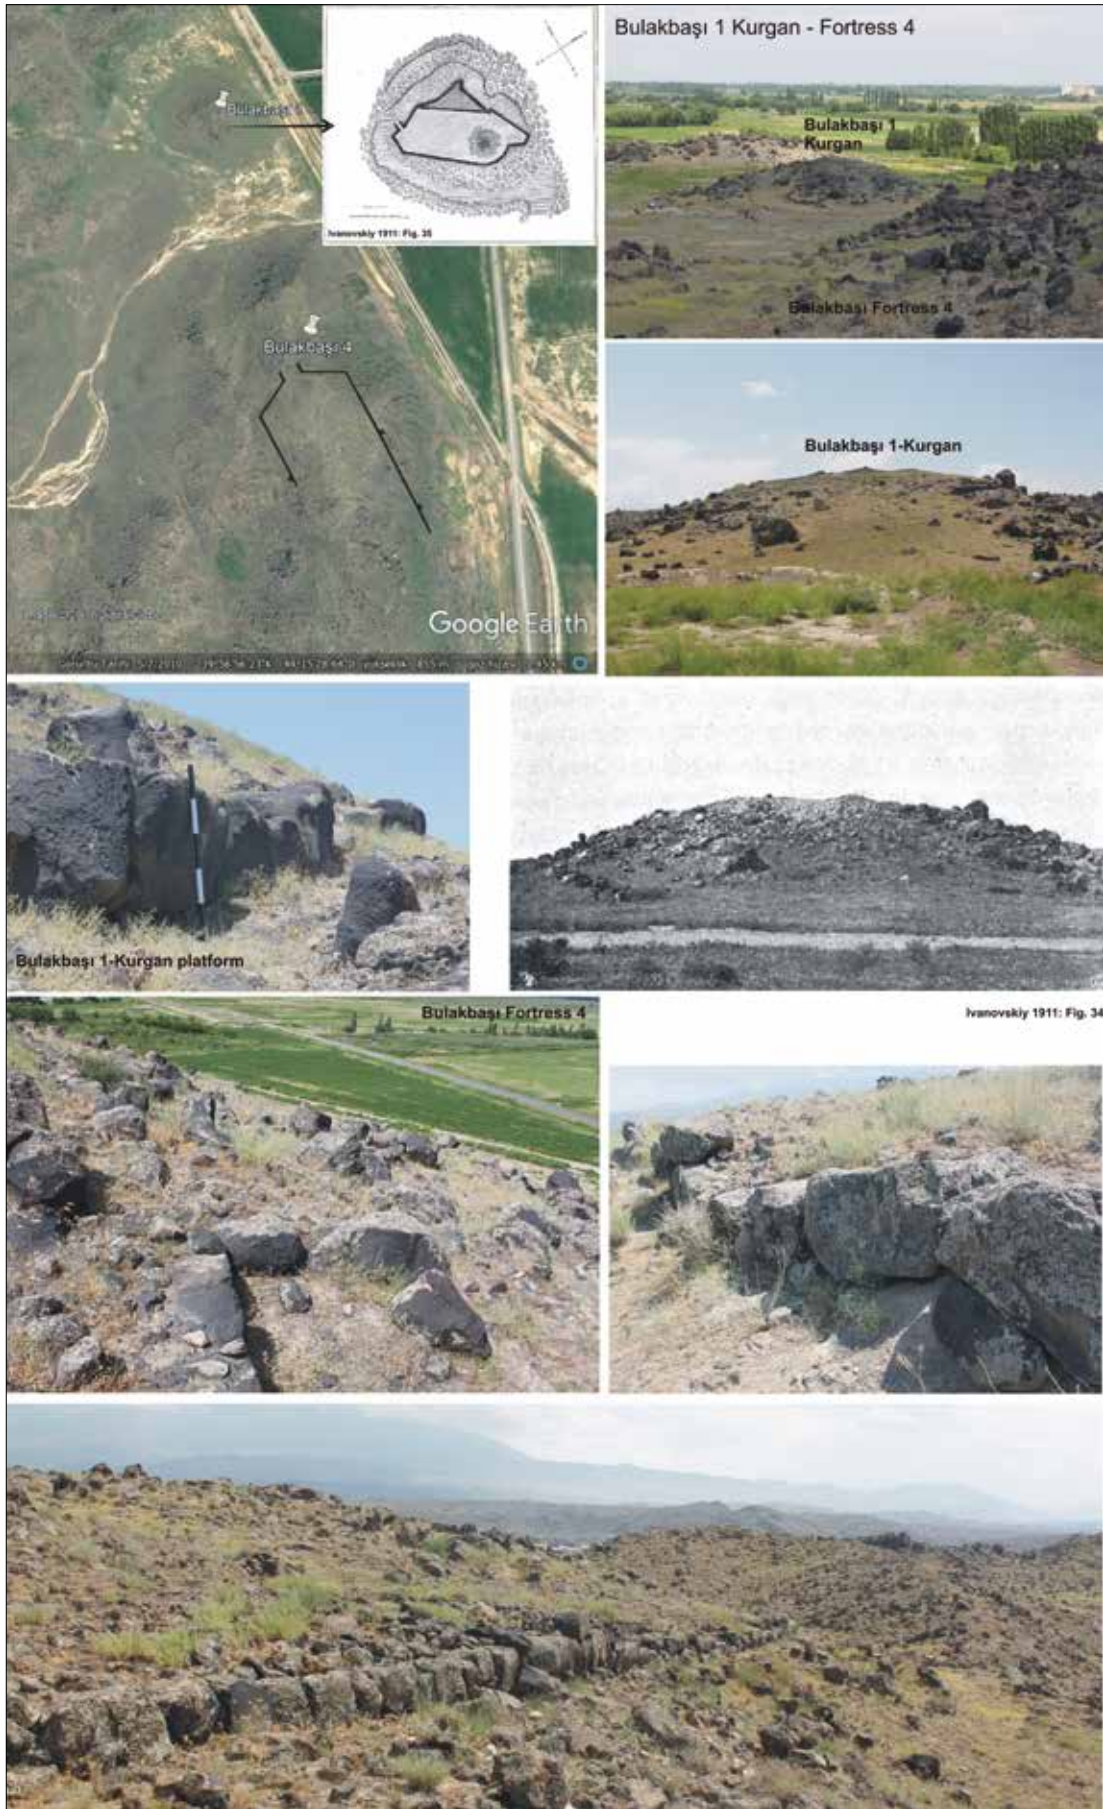 Bulakbaşı 1
Ivanovskiy 1911: Fig. 35
Bulakbaşı 4
Google Earth
Bulakbaşı 1 Kurgan - Fortress 4
Bulakbaşı 1
Kurgan
Bulakbaşı Fortress 4
Bulakbaşı 1-Kurgan
Bulakbaşı 1-Kurgan platform
Ivanovskiy 1911: Fig. 34
Bulakbaşı Fortress 4